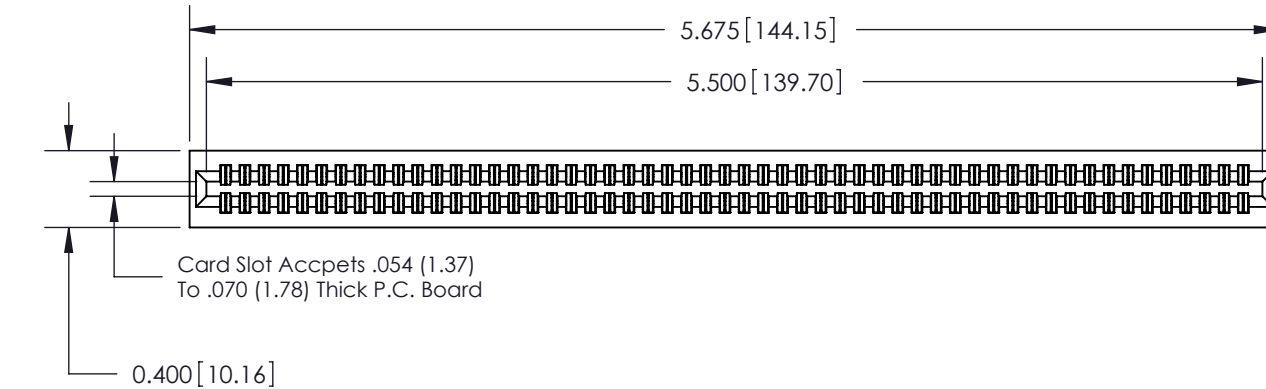 5.675[144.15]
5.500[139.70]
Card Slot Accpets .054 (1.37)
To .070 (1.78) Thick P.C. Board
0.400[10.16]